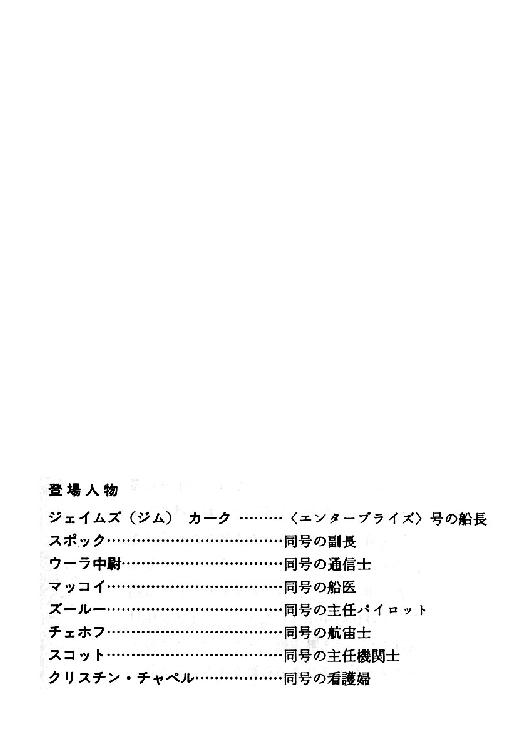 登場人物
ジェイムズ（ジム） カーク ………〈エンタープライズ〉号の船長
スポック………………………………同号の副長
ウーラ中尉……………………………同号の通信士
マッコイ………………………………同号の船医
ズールー………………………………同号の主任パイロット
チェホフ………………………………同号の航宙士
スコット………………………………同号の主任機関士
クリスチン・チャペル………………同号の看護婦